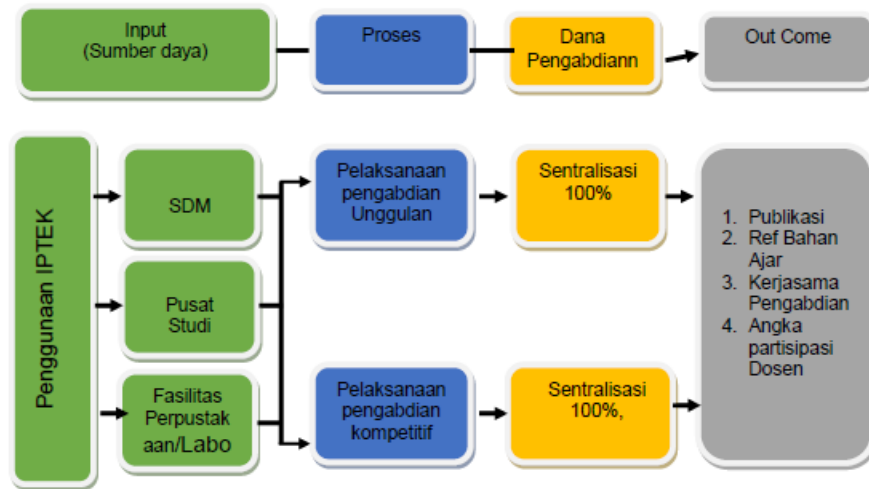 Input
(Sumber daya)
Proses
Dana
Pengabdiann
Out Come
Penggunaan IPTEK
SDM
Pusat
Studi
Fasilitas
Perpustak
aan/Labo
Pelaksanaan
pengabdian
Unggulan
Sentralisasi
100%
Pelaksanaan
pengabdian
kompetitif
Sentralisasi
100%,
1. Publikasi
2. Ref Bahan
Ajar
3. Kerjasama
Pengabdian
4. Angka
partisipasi
Dosen